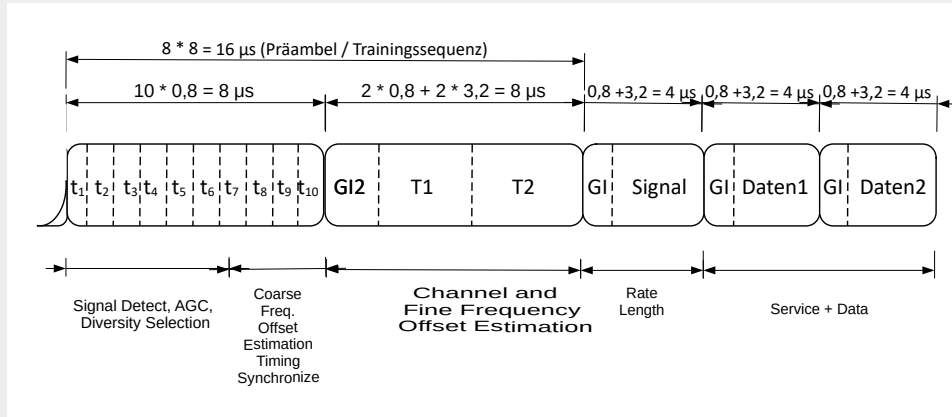 8 * 8 = 16 µs (Präambel / Trainingssequenz)
10 * 0,8 = 8 µs
2 * 0,8 + 2 * 3,2 = 8 µs
0,8 +3,2 = 4 µs
0,8 +3,2 = 4 µs
0,8 +3,2 = 4 µs
t1 t2 t3 t4 t5 t6 t7 t8 t9 t10
GI2 T1 T2
GI Signal
GI Daten1
GI Daten2
Signal Detect, AGC,
Diversity Selection
Coarse
Freq.
Offset
Estimation
Timing
Synchronize
Channel and
Fine Frequency
Offset Estimation
Rate
Length
Service + Data